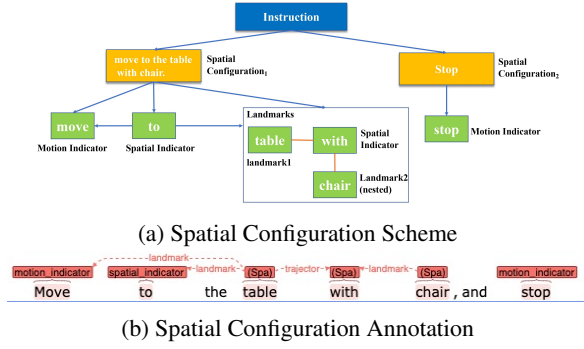 Instruction
move to the table
with chair.
Spatial
Configuration1
Stop
Spatial
Configuration2
move
Motion Indicator
to
Spatial Indicator
Landmarks
table
landmark1
with
Spatial
Indicator
chair
Landmark2
(nested)
stop
Motion Indicator
(a) Spatial Configuration Scheme
landmark
motion_indicator spatial_indicator landmark (Spa) trajector (Spa) landmark (Spa) motion_indicator
Move to the table with chair , and stop
(b) Spatial Configuration Annotation